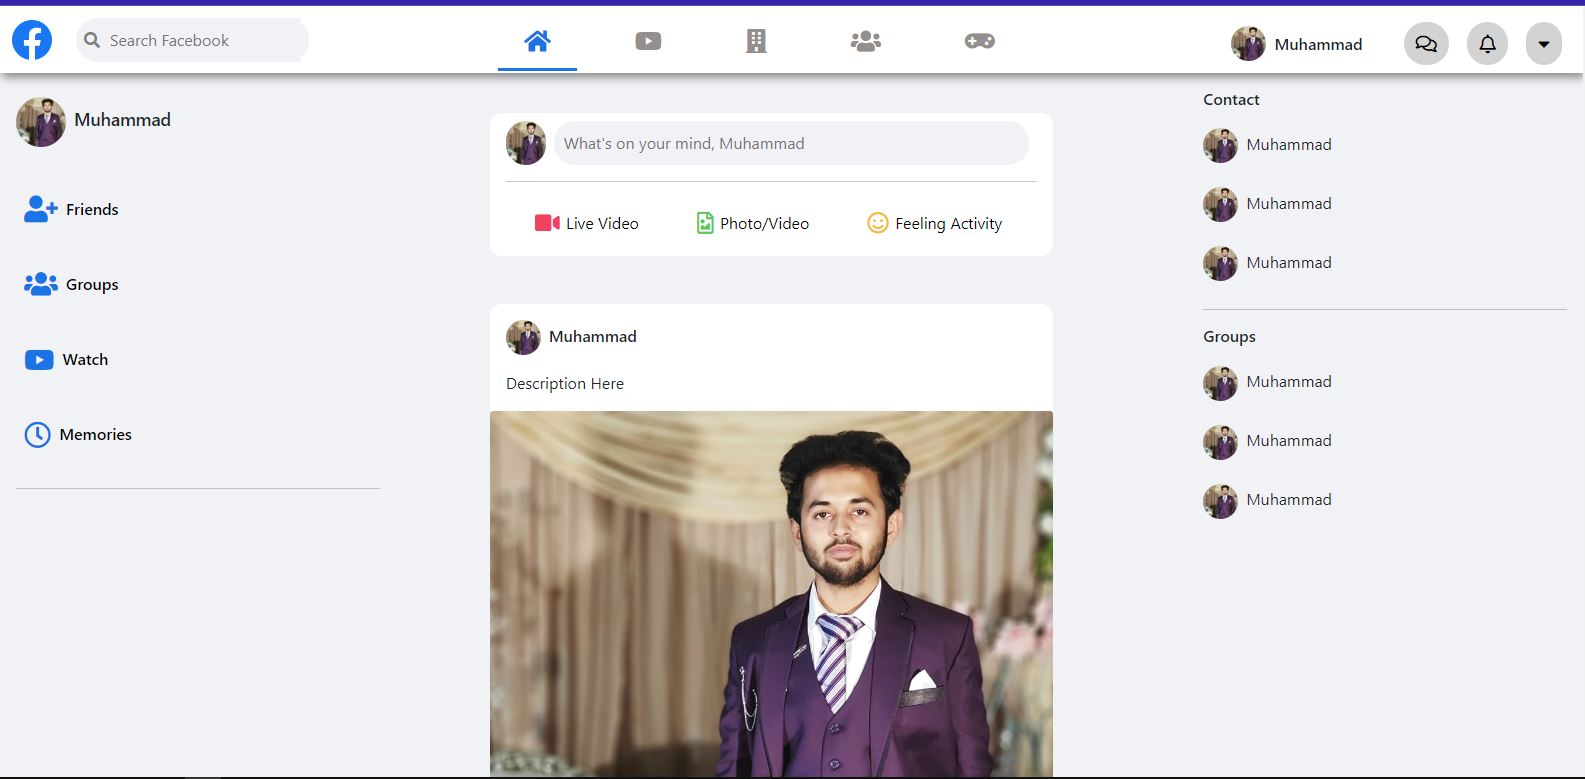 Search Facebook
Muhammad
Muhammad
Friends
Groups
Watch
Memories
What's on your mind, Muhammad
Live Video
Photo/Video
Feeling Activity
Muhammad
Description Here
Contact
Muhammad
Muhammad
Muhammad
Groups
Muhammad
Muhammad
Muhammad